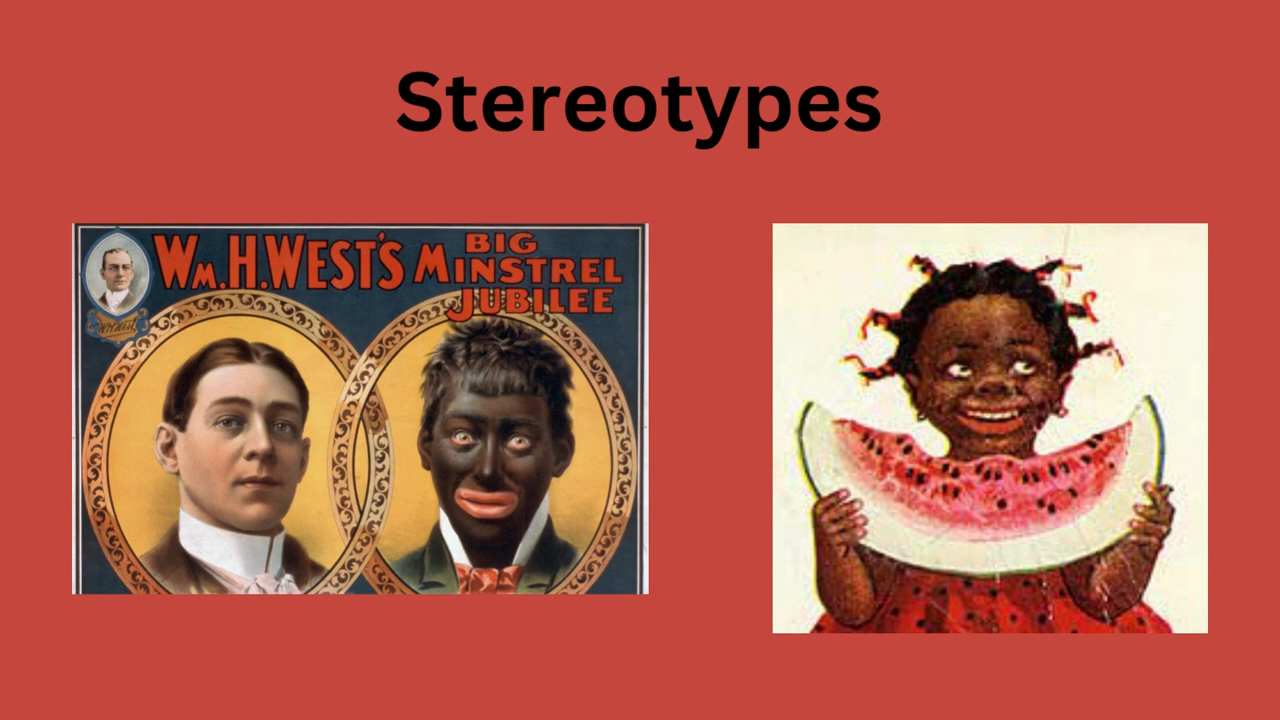 Stereotypes
WM. H. WEST'S
BIG
MINSTREL
JUBILEE